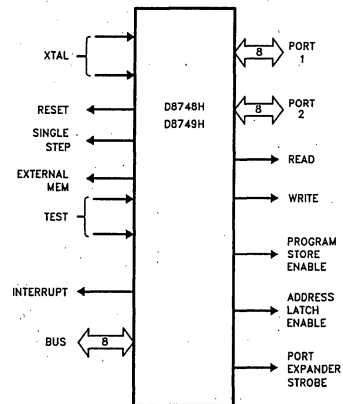 XTAL
RESET
SINGLE
STEP
EXTERNAL
MEM
TEST
INTERRUPT
BUS
8
D8748H
D8749H
8
PORT
1
8
PORT
2
READ
WRITE
PROGRAM
STORE
ENABLE
ADDRESS
LATCH
ENABLE
PORT
EXPANDER
STROBE